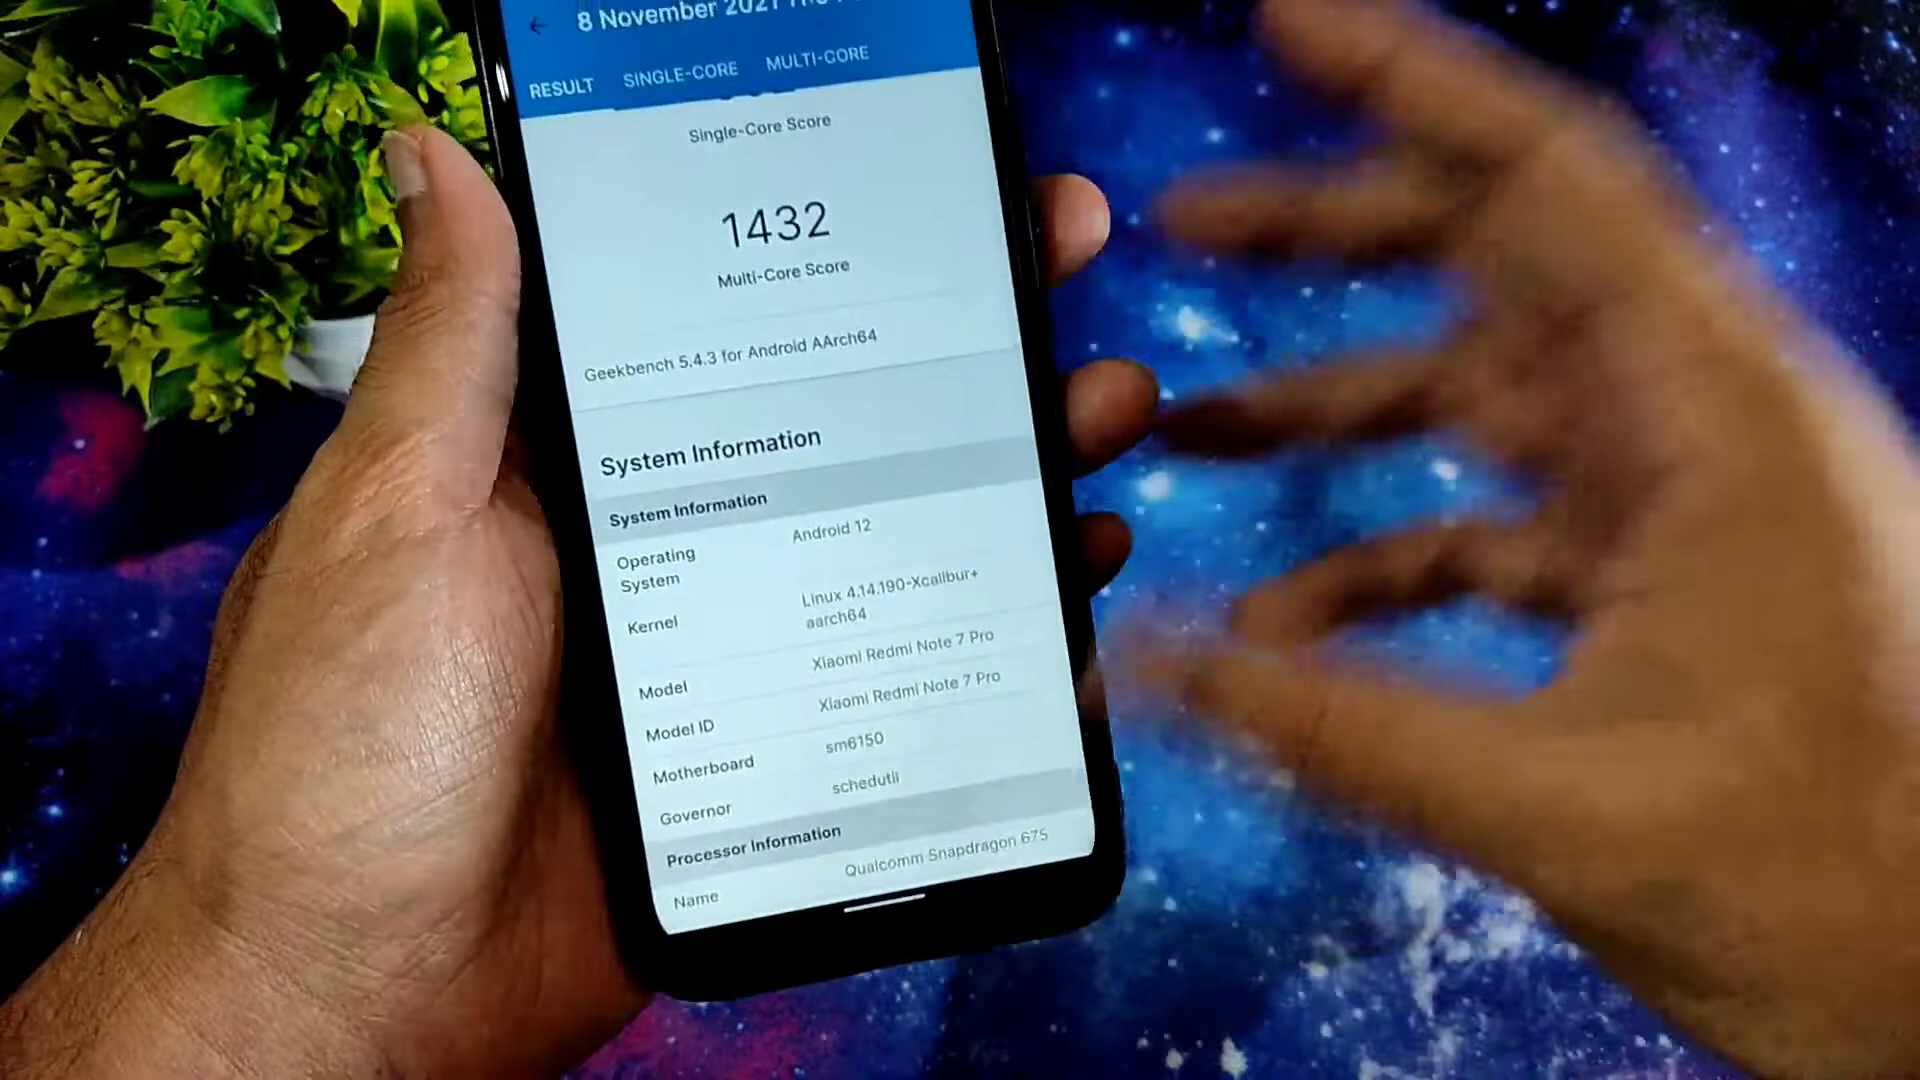 8 November 2021
RESULT SINGLE-CORE MULTI-CORE
Single-Core Score
1432
Multi-Core Score
Geekbench 5.4.3 for Android AArch64
System Information
System Information
Operating System Android 12
Kernel Linux 4.14.190-Xcalibur+ aarch64
Model Xiaomi Redmi Note 7 Pro
Model ID Xiaomi Redmi Note 7 Pro
Motherboard sm6150
Governor schedutil
Processor Information
Name Qualcomm Snapdragon 675